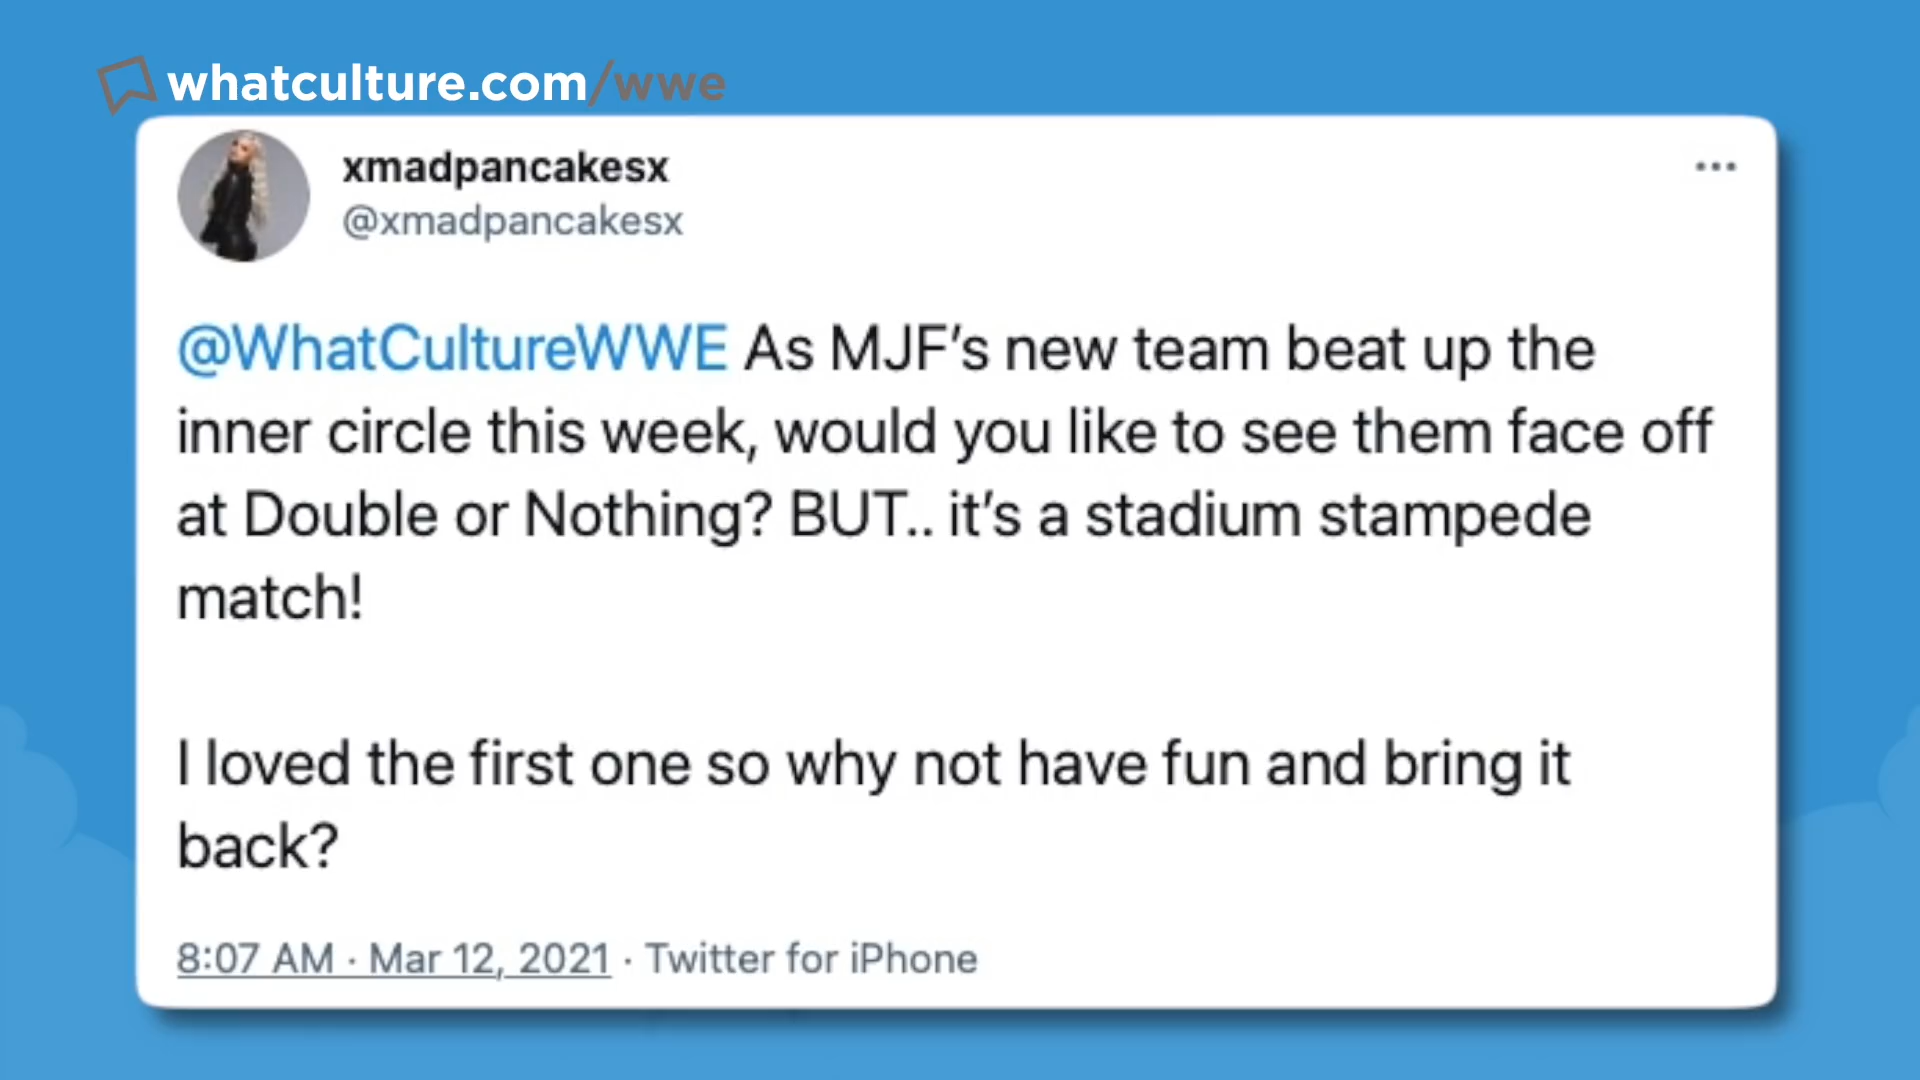 whatculture.com/wwe
xmadpancakesx
@xmadpancakesx
@WhatCultureWWE As MJF's new team beat up the
inner circle this week, would you like to see them face off
at Double or Nothing? BUT.. it's a stadium stampede
match!
I loved the first one so why not have fun and bring it
back?
8:07 AM · Mar 12, 2021 · Twitter for iPhone